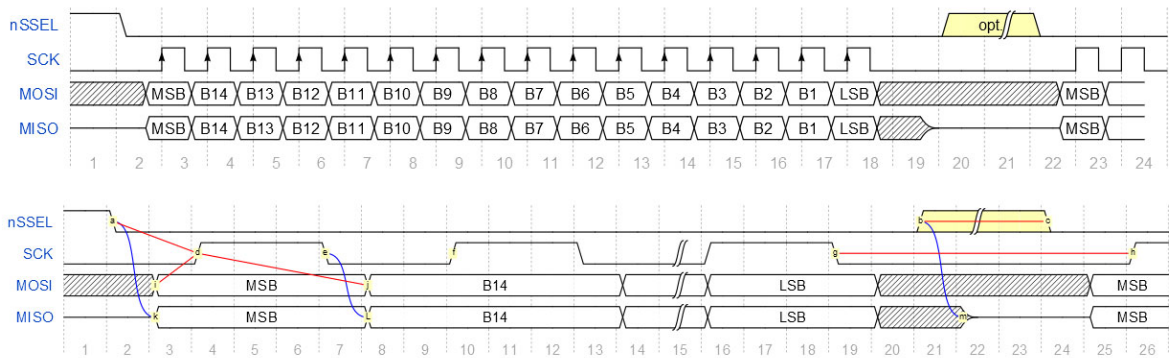 nSSEL opt.
SCK
MOSI MSB B14 B13 B12 B11 B10 B9 B8 B7 B6 B5 B4 B3 B2 B1 LSB MSB
MISO MSB B14 B13 B12 B11 B10 B9 B8 B7 B6 B5 B4 B3 B2 B1 LSB MSB
1 2 3 4 5 6 7 8 9 10 11 12 13 14 15 16 17 18 19 20 21 22 23 24
nSSEL a b c
SCK d e f g h
MOSI i MSB j B14 LSB MSB
MISO k MSB L B14 LSB m MSB
1 2 3 4 5 6 7 8 9 10 11 12 13 14 15 16 17 18 19 20 21 22 23 24 25 26